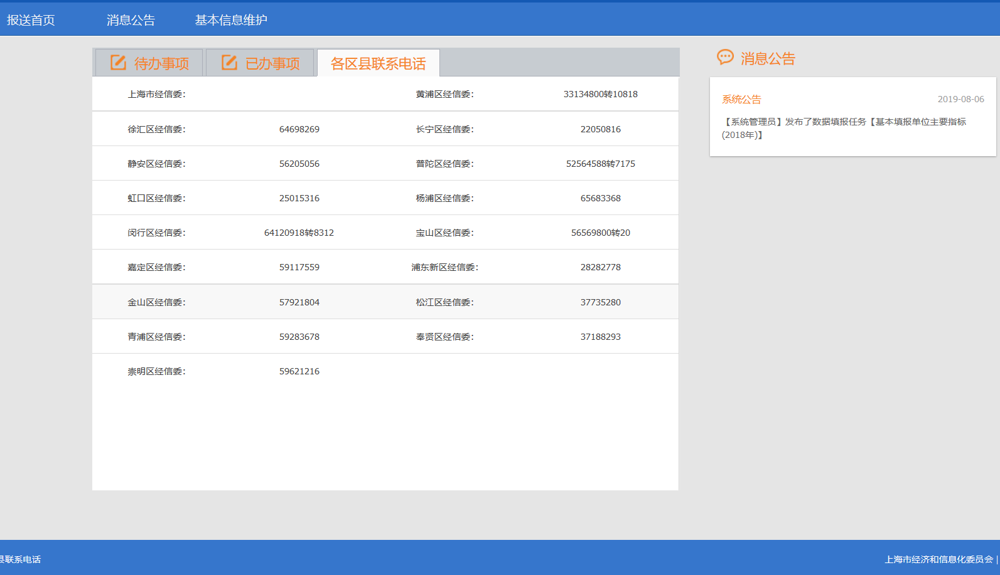 报送首页 消息公告 基本信息维护
待办事项 已办事项 各区县联系电话
上海市经信委： 黄浦区经信委： 33134800转10818
徐汇区经信委： 64698269 长宁区经信委： 22050816
静安区经信委： 56205056 普陀区经信委： 52564588转7175
虹口区经信委： 25015316 杨浦区经信委： 65683368
闵行区经信委： 64120918转8312 宝山区经信委： 56569800转20
嘉定区经信委： 59117559 浦东新区经信委： 28282778
金山区经信委： 57921804 松江区经信委： 37735280
青浦区经信委： 59283678 奉贤区经信委： 37188293
崇明区经信委： 59621216
消息公告
系统公告 2019-08-06
【系统管理员】发布了数据填报任务【基本填报单位主要指标
(2018年)】
县联系电话 上海市经济和信息化委员会 |